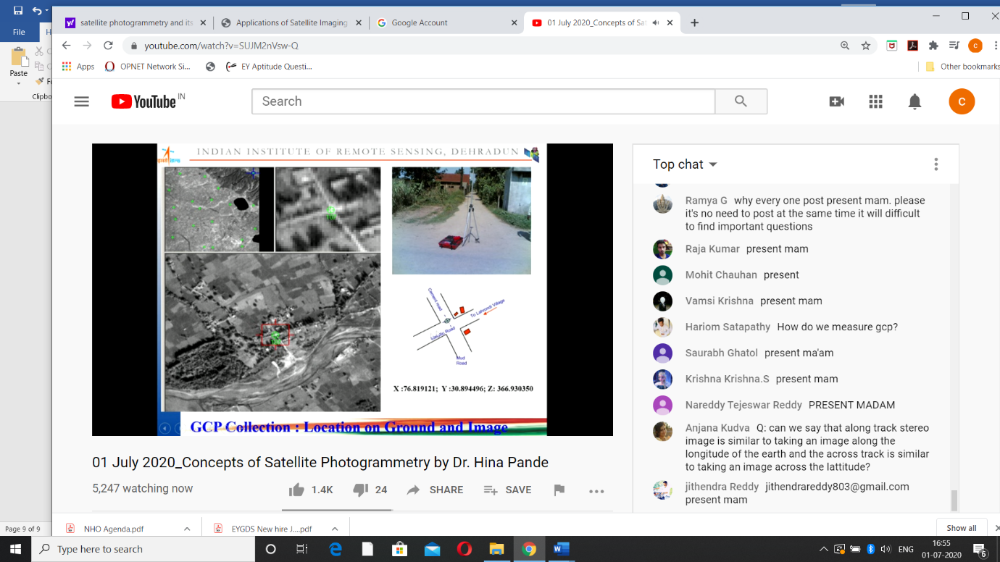 File
H
Paste
Clipbo
Page 9 of 9
satellite photogrammetry and its
Applications of Satellite Imaging
Google Account
01 July 2020_Concepts of Sat
youtube.com/watch?v=SUJM2nVsw-Q
C
Apps
OPNET Network Si...
EY Aptitude Questi...
Other bookmarks
YouTube IN
Search
C
INDIAN INSTITUTE OF REMOTE SENSING, DEHRADUN
Cement road
To Lahrondi Village
Metallic Road
Mud
Road
X :76.819121; Y :30.894496; Z: 366.930350
GCP Collection : Location on Ground and Image
01 July 2020_Concepts of Satellite Photogrammetry by Dr. Hina Pande
5,247 watching now
1.4K
24
SHARE
SAVE
Top chat
Ramya G why every one post present mam. please
it's no need to post at the same time it will difficult
to find important questions
Raja Kumar present mam
Mohit Chauhan present
Vamsi Krishna present mam
Hariom Satapathy How do we measure gcp?
Saurabh Ghatol present ma'am
Krishna Krishna.S present mam
Nareddy Tejeswar Reddy PRESENT MADAM
Anjana Kudva Q: can we say that along track stereo
image is similar to taking an image along the
longitude of the earth and the across track is similar
to taking an image across the lattitude?
jithendra Reddy jithendrareddy803@gmail.com
present mam
NHO Agenda.pdf
EYGDS New hire J....pdf
Show all
Type here to search
ENG
16:55
01-07-2020
6